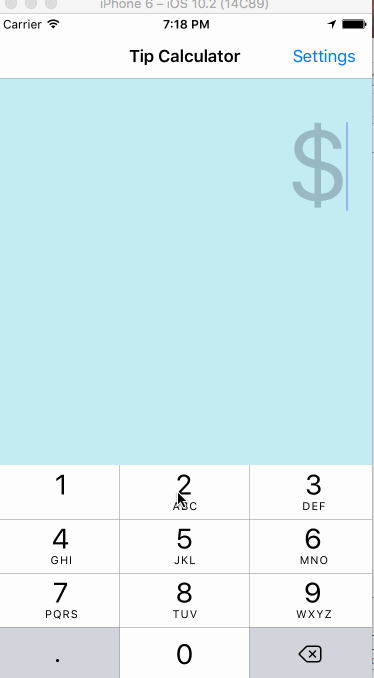 iPhone 6 – iOS 10.2 (14C89)
Carrier 7:18 PM
Tip Calculator Settings
$
1 2 3
ABC DEF
4 5 6
GHI JKL MNO
7 8 9
PQRS TUV WXYZ
. 0